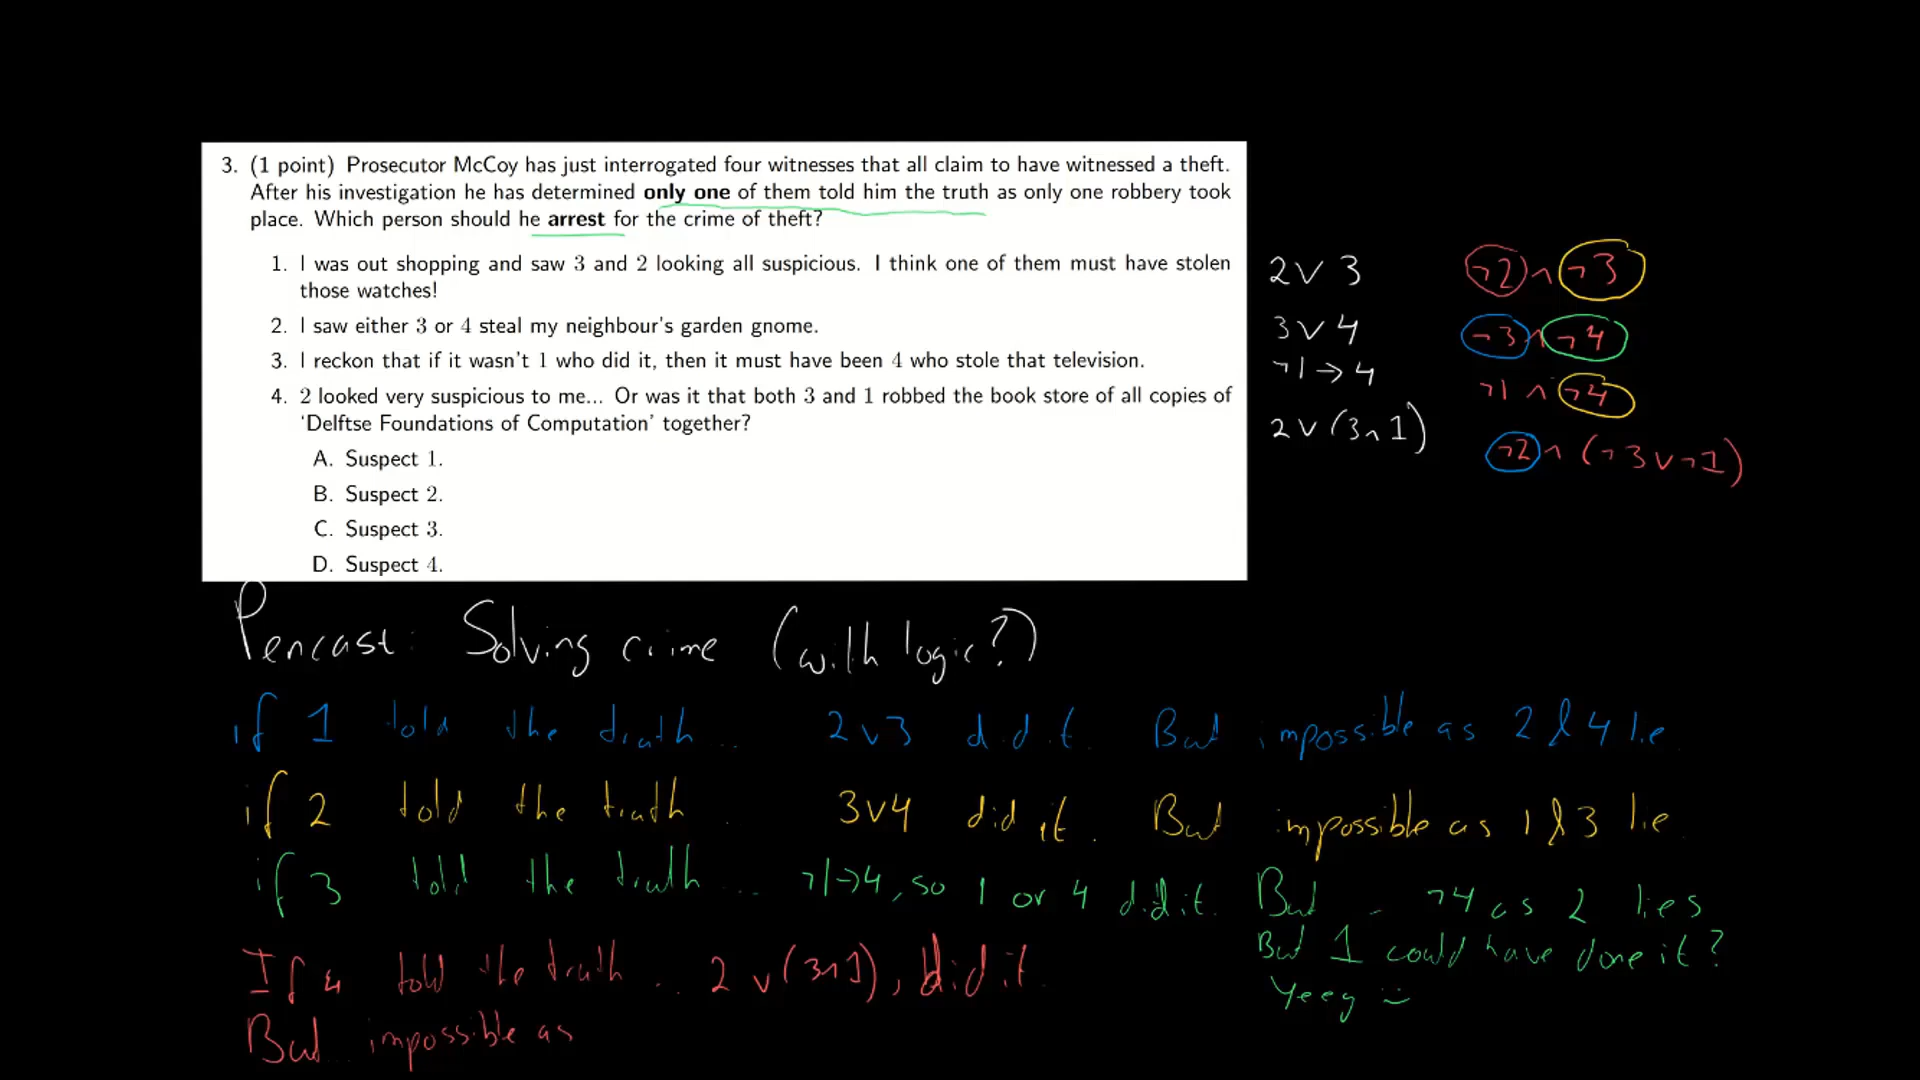 3. (1 point) Prosecutor McCoy has just interrogated four witnesses that all claim to have witnessed a theft.
After his investigation he has determined only one of them told him the truth as only one robbery took
place. Which person should he arrest for the crime of theft?
1. I was out shopping and saw 3 and 2 looking all suspicious. I think one of them must have stolen
those watches!
2. I saw either 3 or 4 steal my neighbour's garden gnome.
3. I reckon that if it wasn't 1 who did it, then it must have been 4 who stole that television.
4. 2 looked very suspicious to me... Or was it that both 3 and 1 robbed the book store of all copies of
'Delftse Foundations of Computation' together?
A. Suspect 1.
B. Suspect 2.
C. Suspect 3.
D. Suspect 4.
2 ∨ 3
3 ∨ 4
¬1 → 4
2 ∨ (3 ∧ 1)
¬2 ∧ ¬3
¬3 ∧ ¬4
¬1 ∧ ¬4
¬2 ∧ (¬3 ∨ ¬1)
Pencast: Solving crime (with logic?)
if 1 told the truth ... 2 ∨ 3 did it. But impossible as 2 & 4 lie
if 2 told the truth . 3 ∨ 4 did it. But impossible as 1 & 3 lie
if 3 told the truth ... ¬1 → 4, so 1 or 4 did it. But ¬4 as 2 lies
But 1 could have done it?
Yeey :-)
If 4 told the truth ... 2 ∨ (3 ∧ 1), did it.
But impossible as